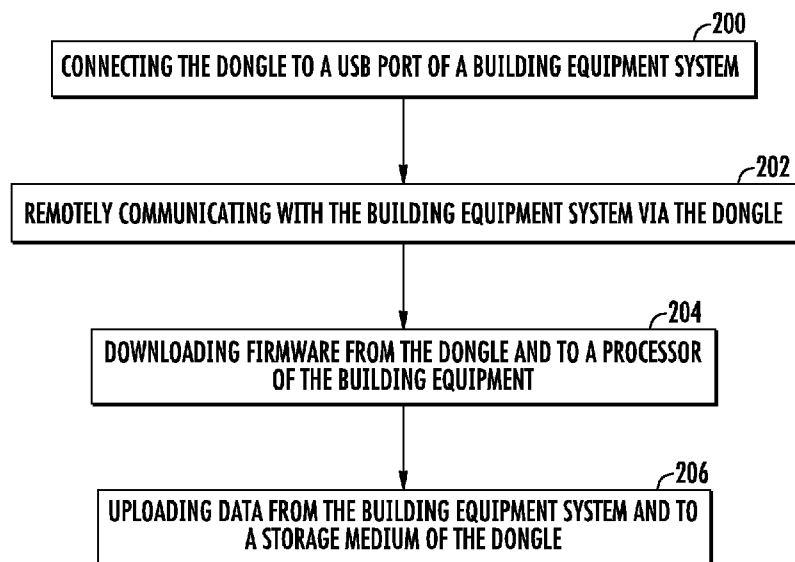 200
CONNECTING THE DONGLE TO A USB PORT OF A BUILDING EQUIPMENT SYSTEM
202
REMOTELY COMMUNICATING WITH THE BUILDING EQUIPMENT SYSTEM VIA THE DONGLE
204
DOWNLOADING FIRMWARE FROM THE DONGLE AND TO A PROCESSOR
OF THE BUILDING EQUIPMENT
206
UPLOADING DATA FROM THE BUILDING EQUIPMENT SYSTEM AND TO
A STORAGE MEDIUM OF THE DONGLE